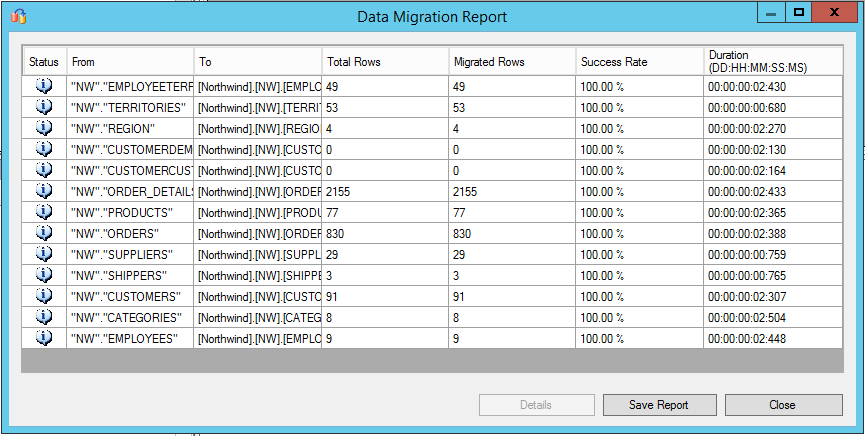 Data Migration Report
Status From To Total Rows Migrated Rows Success Rate Duration
(DD:HH:MM:SS:MS)
"NW"."EMPLOYEETERF [Northwind].[NW].[EMPLO 49 49 100.00 % 00:00:00:02:430
"NW"."TERRITORIES" [Northwind].[NW].[TERRI 53 53 100.00 % 00:00:00:00:680
"NW"."REGION" [Northwind].[NW].[REGIO 4 4 100.00 % 00:00:00:02:270
"NW"."CUSTOMERDEM [Northwind].[NW].[CUSTO 0 0 100.00 % 00:00:00:02:130
"NW"."CUSTOMERCUST [Northwind].[NW].[CUSTO 0 0 100.00 % 00:00:00:02:164
"NW"."ORDER_DETAILS [Northwind].[NW].[ORDER 2155 2155 100.00 % 00:00:00:02:433
"NW"."PRODUCTS" [Northwind].[NW].[PRODU 77 77 100.00 % 00:00:00:02:365
"NW"."ORDERS" [Northwind].[NW].[ORDER 830 830 100.00 % 00:00:00:02:388
"NW"."SUPPLIERS" [Northwind].[NW].[SUPPL 29 29 100.00 % 00:00:00:00:759
"NW"."SHIPPERS" [Northwind].[NW].[SHIPPE 3 3 100.00 % 00:00:00:00:765
"NW"."CUSTOMERS" [Northwind].[NW].[CUSTO 91 91 100.00 % 00:00:00:02:307
"NW"."CATEGORIES" [Northwind].[NW].[CATEG 8 8 100.00 % 00:00:00:02:504
"NW"."EMPLOYEES" [Northwind].[NW].[EMPLO 9 9 100.00 % 00:00:00:02:448
Details Save Report Close